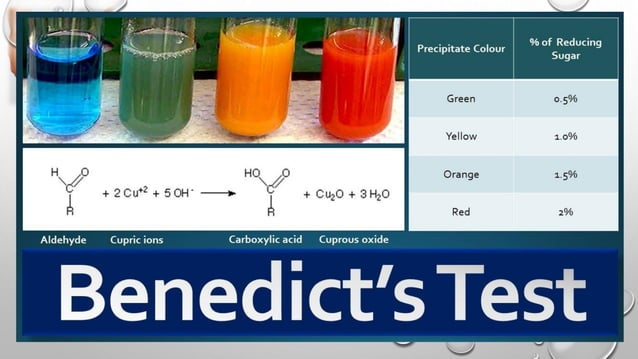 Precipitate Colour % of Reducing
Sugar
Green 0.5%
Yellow 1.0%
Orange 1.5%
Red 2%
H O
C
R
+ 2 Cu+2 + 5 OH-
HO O
C
R
+ Cu2O + 3 H2O
Aldehyde Cupric ions Carboxylic acid Cuprous oxide
Benedict's Test